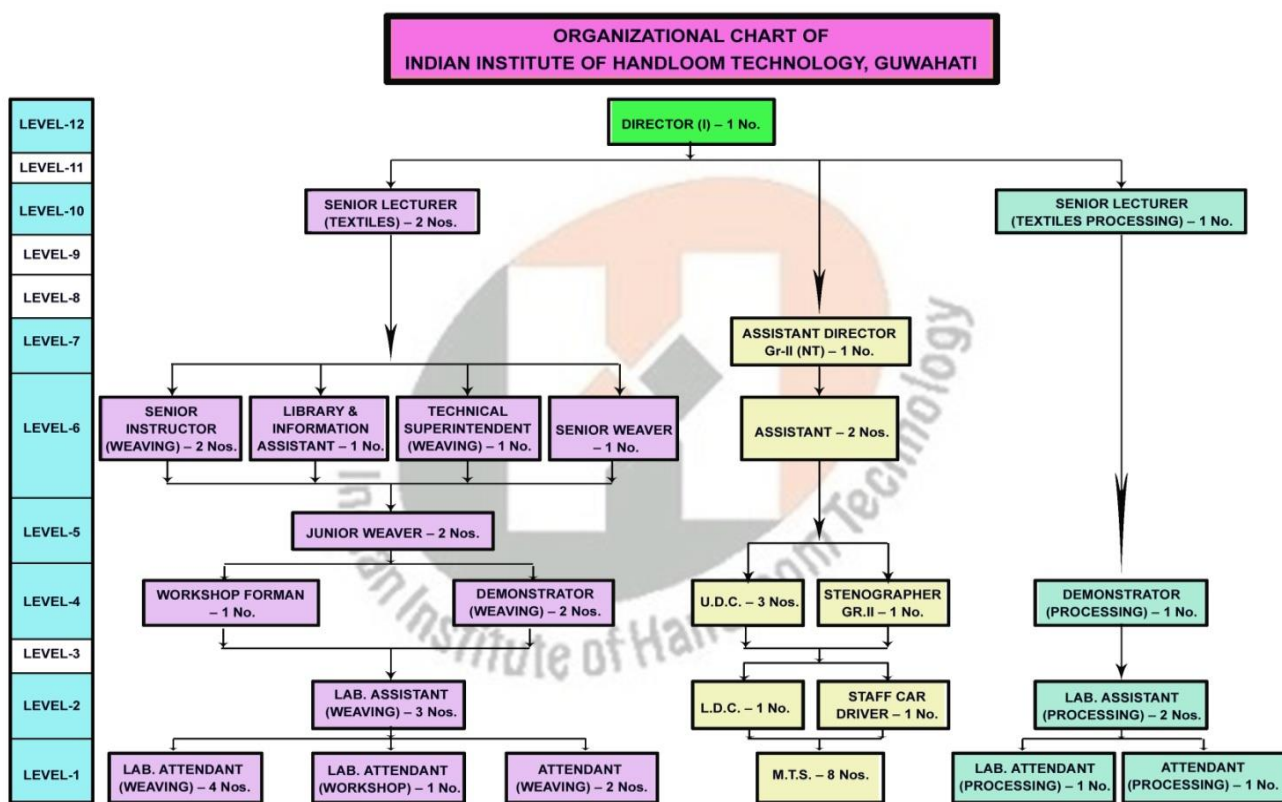 ORGANIZATIONAL CHART OF
INDIAN INSTITUTE OF HANDLOOM TECHNOLOGY, GUWAHATI
LEVEL-12
DIRECTOR (I) – 1 No.
LEVEL-11
LEVEL-10
SENIOR LECTURER
(TEXTILES) – 2 Nos.
SENIOR LECTURER
(TEXTILES PROCESSING) – 1 No.
LEVEL-9
LEVEL-8
LEVEL-7
ASSISTANT DIRECTOR
Gr-II (NT) – 1 No.
LEVEL-6
SENIOR
INSTRUCTOR
(WEAVING) – 2 Nos.
LIBRARY &
INFORMATION
ASSISTANT – 1 No.
TECHNICAL
SUPERINTENDENT
(WEAVING) – 1 No.
SENIOR WEAVER
– 1 No.
ASSISTANT – 2 Nos.
LEVEL-5
JUNIOR WEAVER – 2 Nos.
LEVEL-4
WORKSHOP FORMAN
– 1 No.
DEMONSTRATOR
(WEAVING) – 2 Nos.
U.D.C. – 3 Nos.
STENOGRAPHER
GR.II – 1 No.
DEMONSTRATOR
(PROCESSING) – 1 No.
LEVEL-3
LEVEL-2
LAB. ASSISTANT
(WEAVING) – 3 Nos.
L.D.C. – 1 No.
STAFF CAR
DRIVER – 1 No.
LAB. ASSISTANT
(PROCESSING) – 2 Nos.
LEVEL-1
LAB. ATTENDANT
(WEAVING) – 4 Nos.
LAB. ATTENDANT
(WORKSHOP) – 1 No.
ATTENDANT
(WEAVING) – 2 Nos.
M.T.S. – 8 Nos.
LAB. ATTENDANT
(PROCESSING) – 1 No.
ATTENDANT
(PROCESSING) – 1 No.
Indian Institute of Handloom Technology